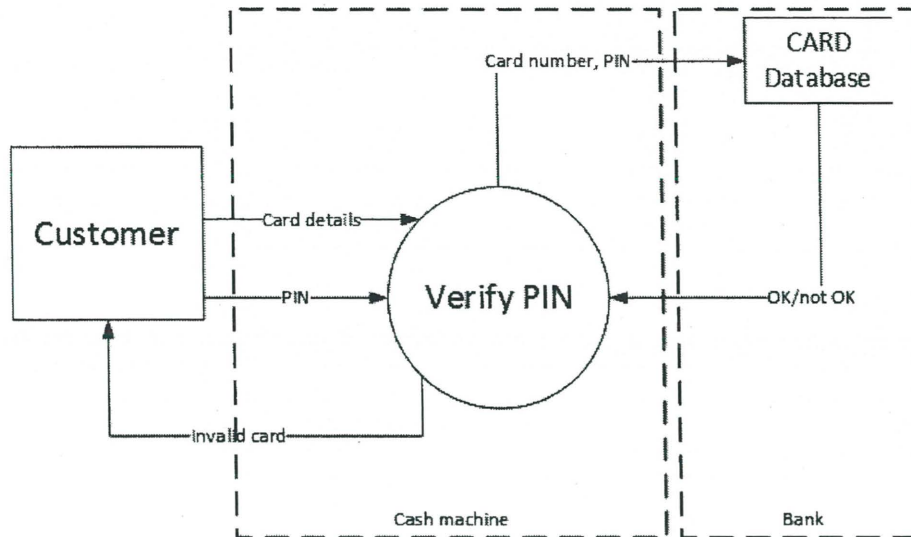 CARD
Database
Card number, PIN
Customer
Card details
PIN
Verify PIN
OK/not OK
Invalid card
Cash machine
Bank